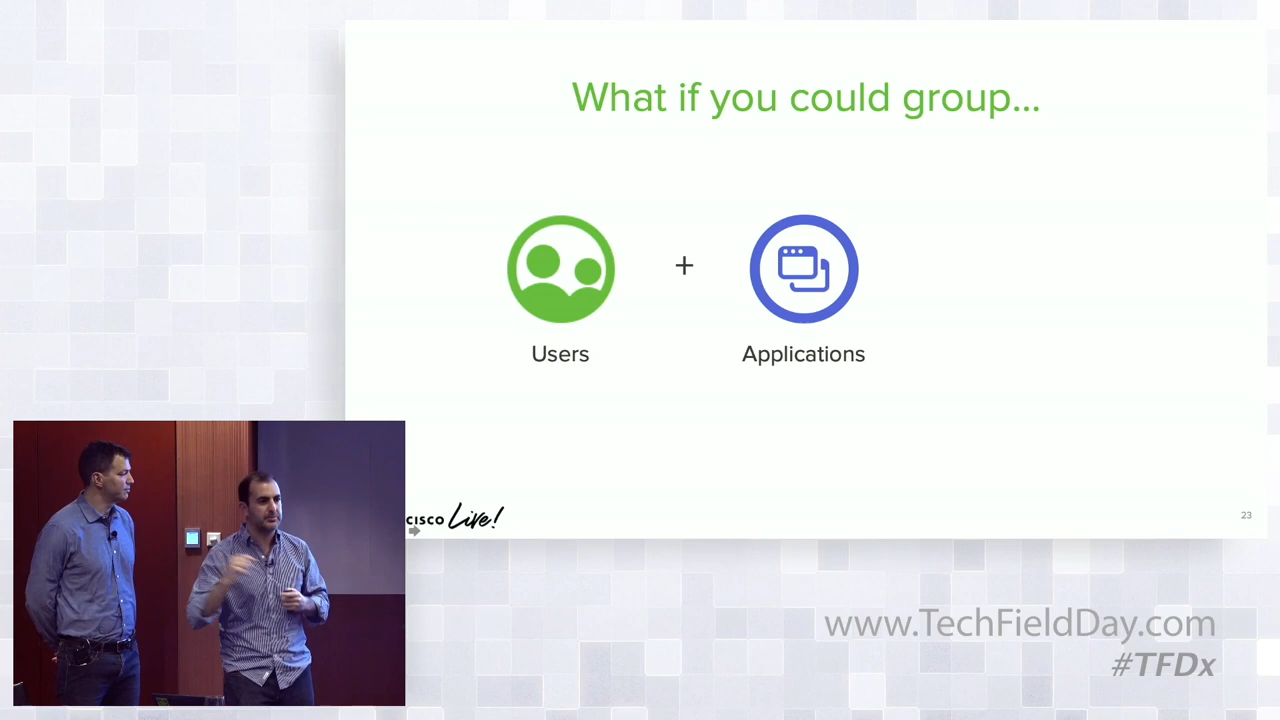 What if you could group...
+
Users
Applications
CISCO Live!
23
www.TechFieldDay.com
#TFDx